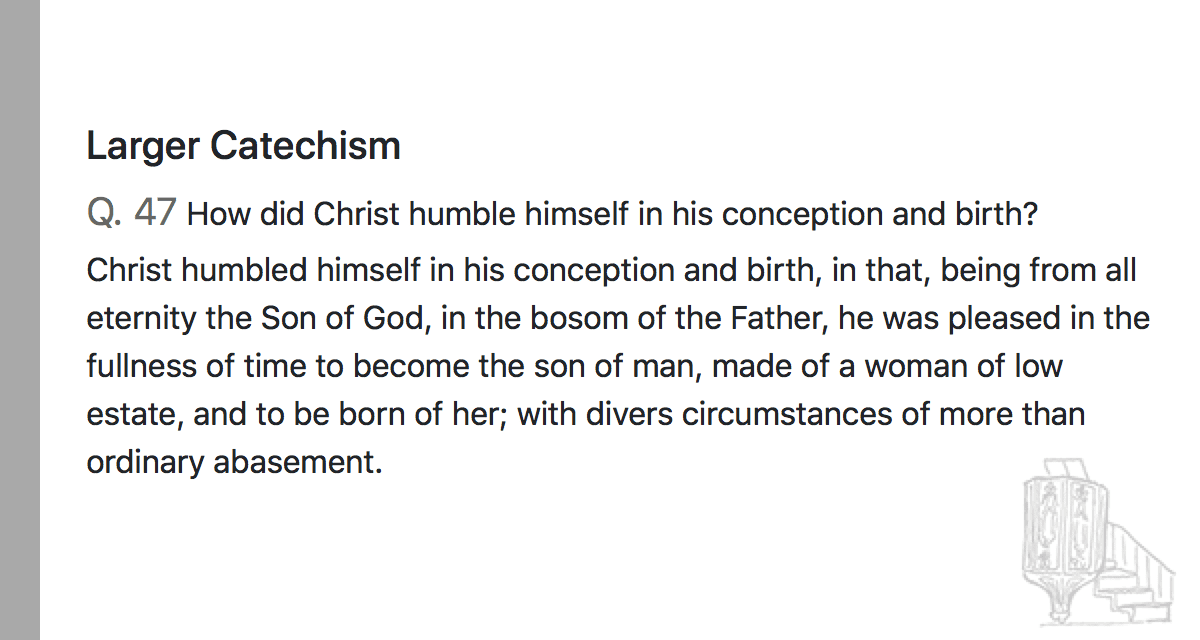 Larger Catechism
Q. 47 How did Christ humble himself in his conception and birth?
Christ humbled himself in his conception and birth, in that, being from all
eternity the Son of God, in the bosom of the Father, he was pleased in the
fullness of time to become the son of man, made of a woman of low
estate, and to be born of her; with divers circumstances of more than
ordinary abasement.